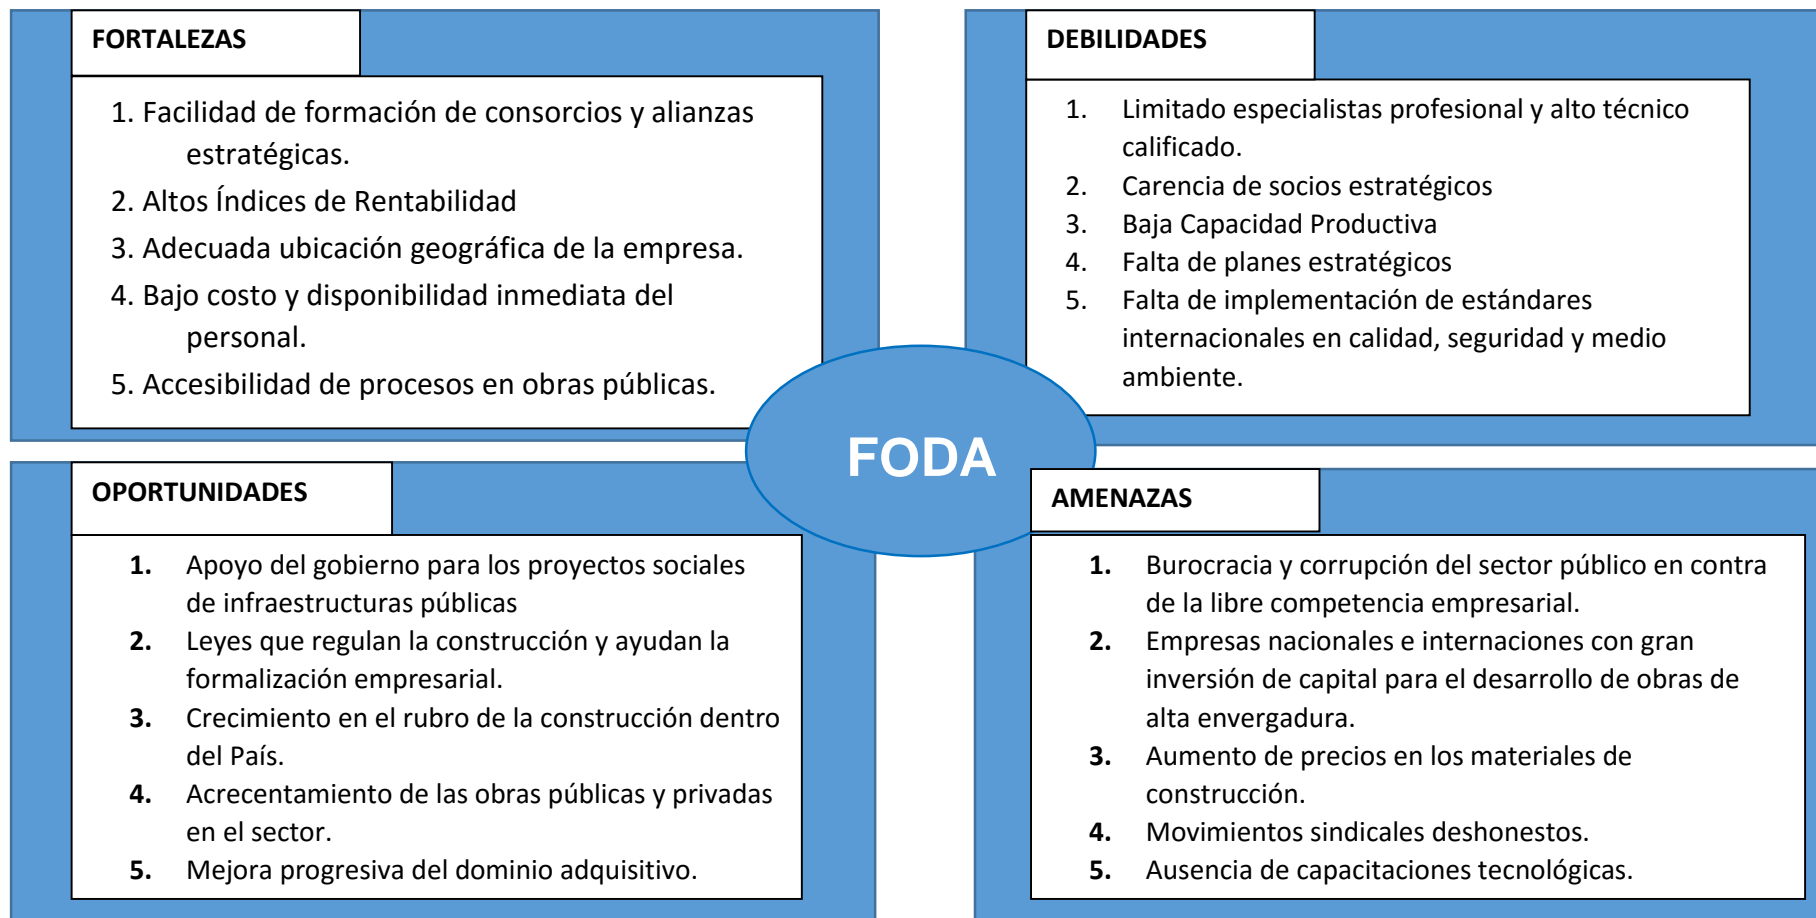 FORTALEZAS
1. Facilidad de formación de consorcios y alianzas
estratégicas.
2. Altos Índices de Rentabilidad
3. Adecuada ubicación geográfica de la empresa.
4. Bajo costo y disponibilidad inmediata del
personal.
5. Accesibilidad de procesos en obras públicas.
DEBILIDADES
1. Limitado especialistas profesional y alto técnico
calificado.
2. Carencia de socios estratégicos
3. Baja Capacidad Productiva
4. Falta de planes estratégicos
5. Falta de implementación de estándares
internacionales en calidad, seguridad y medio
ambiente.
FODA
OPORTUNIDADES
1. Apoyo del gobierno para los proyectos sociales
de infraestructuras públicas
2. Leyes que regulan la construcción y ayudan la
formalización empresarial.
3. Crecimiento en el rubro de la construcción dentro
del País.
4. Acrecentamiento de las obras públicas y privadas
en el sector.
5. Mejora progresiva del dominio adquisitivo.
AMENAZAS
1. Burocracia y corrupción del sector público en contra
de la libre competencia empresarial.
2. Empresas nacionales e internaciones con gran
inversión de capital para el desarrollo de obras de
alta envergadura.
3. Aumento de precios en los materiales de
construcción.
4. Movimientos sindicales deshonestos.
5. Ausencia de capacitaciones tecnológicas.